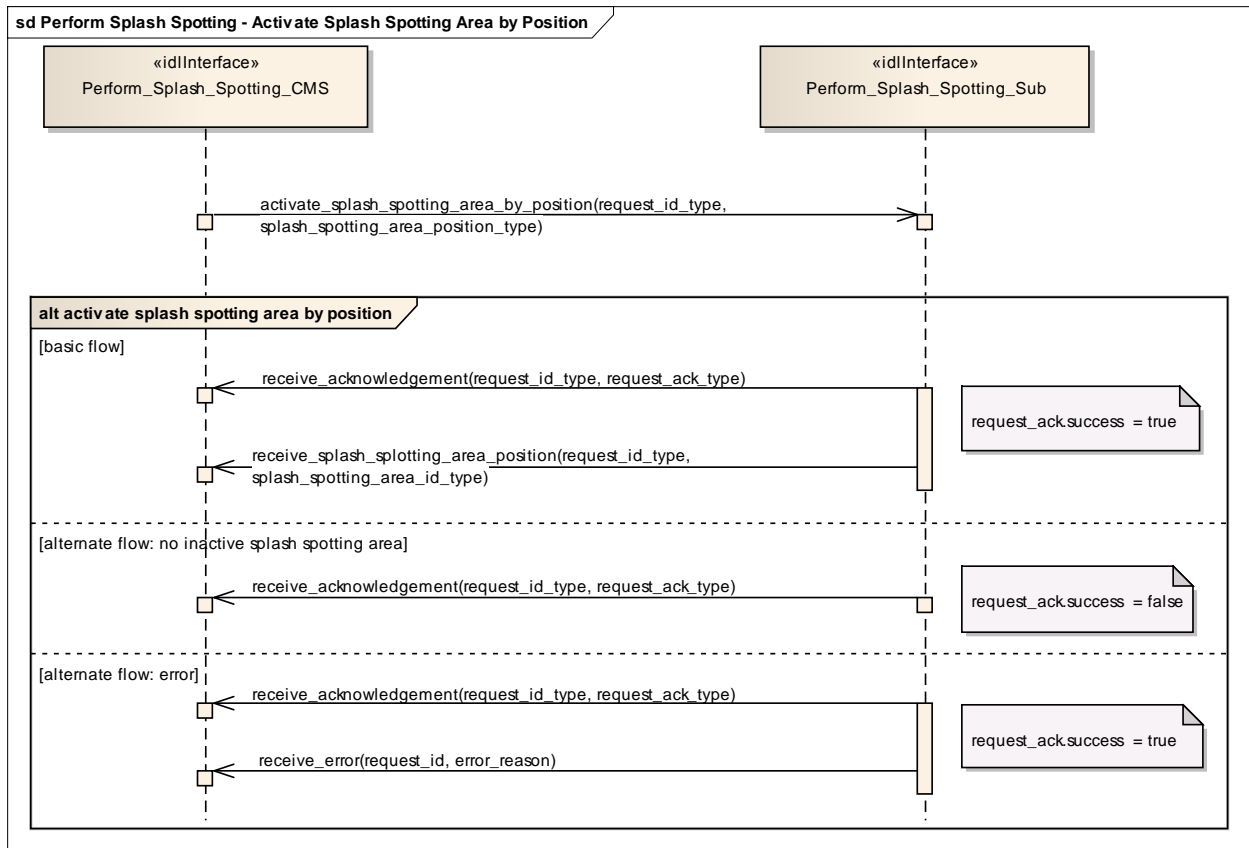 sd Perform Splash Spotting - Activate Splash Spotting Area by Position
«idlInterface»
Perform_Splash_Spotting_CMS
«idlInterface»
Perform_Splash_Spotting_Sub
activate_splash_spotting_area_by_position(request_id_type,
splash_spotting_area_position_type)
alt activate splash spotting area by position
[basic flow]
receive_acknowledgement(request_id_type, request_ack_type)
request_ack.success = true
receive_splash_splotting_area_position(request_id_type,
splash_spotting_area_id_type)
[alternate flow: no inactive splash spotting area]
receive_acknowledgement(request_id_type, request_ack_type)
request_ack.success = false
[alternate flow: error]
receive_acknowledgement(request_id_type, request_ack_type)
request_ack.success = true
receive_error(request_id, error_reason)